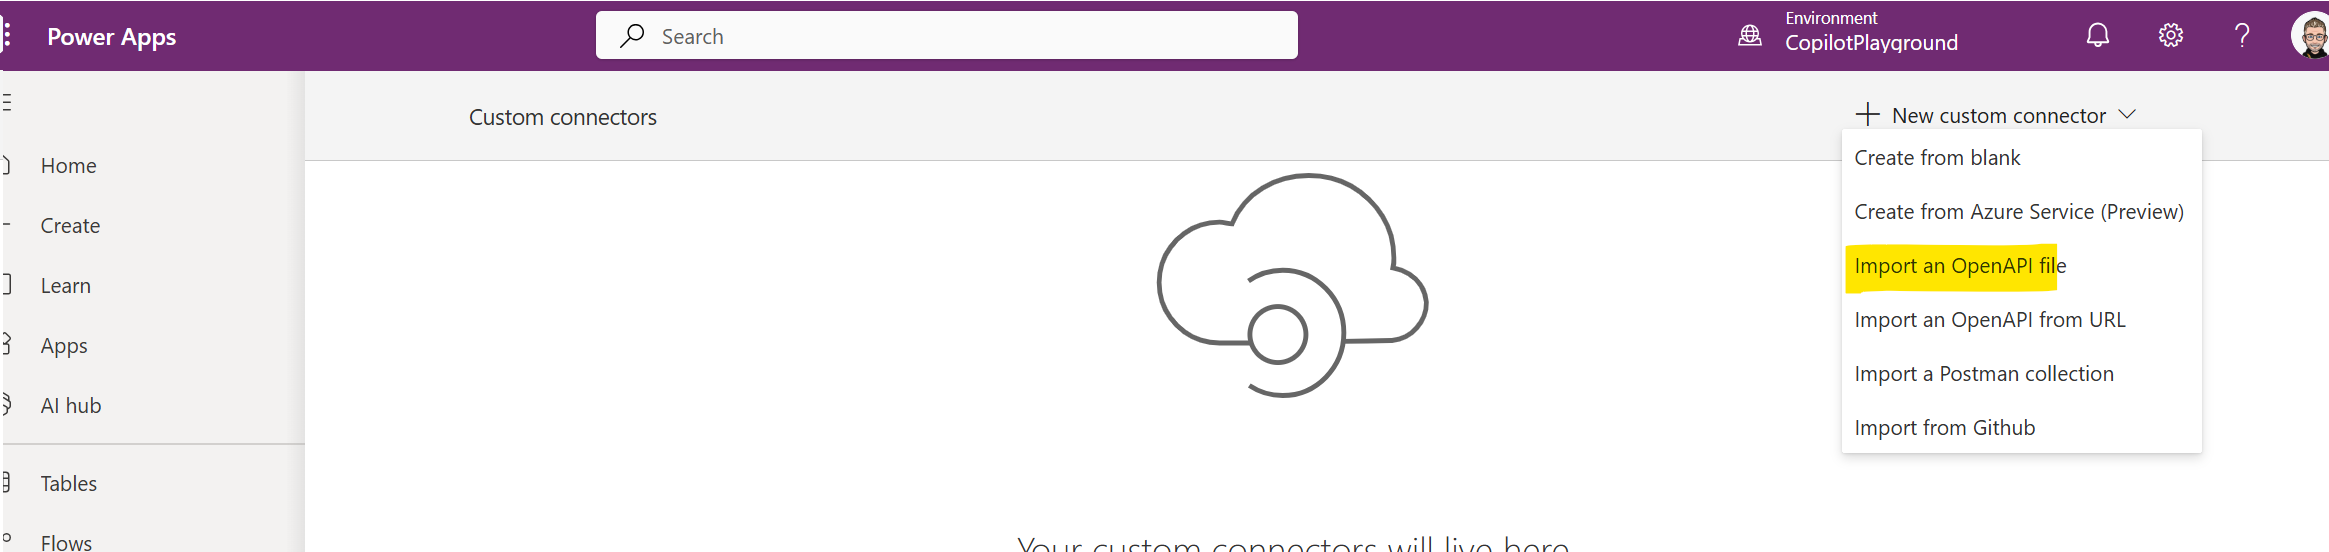 Power Apps
Search
Environment
CopilotPlayground
Custom connectors
New custom connector
Create from blank
Create from Azure Service (Preview)
Import an OpenAPI file
Import an OpenAPI from URL
Import a Postman collection
Import from Github
Home
Create
Learn
Apps
AI hub
Tables
Flows
Your custom connectors will live here